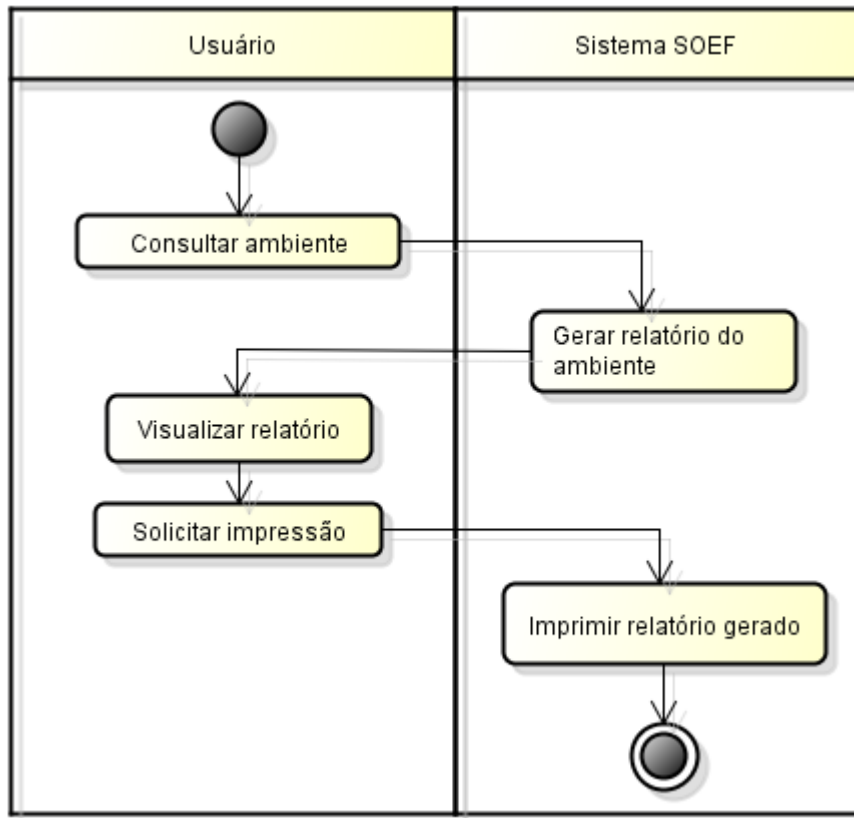 Usuário
Sistema SOEF
Consultar ambiente
Gerar relatório do
ambiente
Visualizar relatório
Solicitar impressão
Imprimir relatório gerado